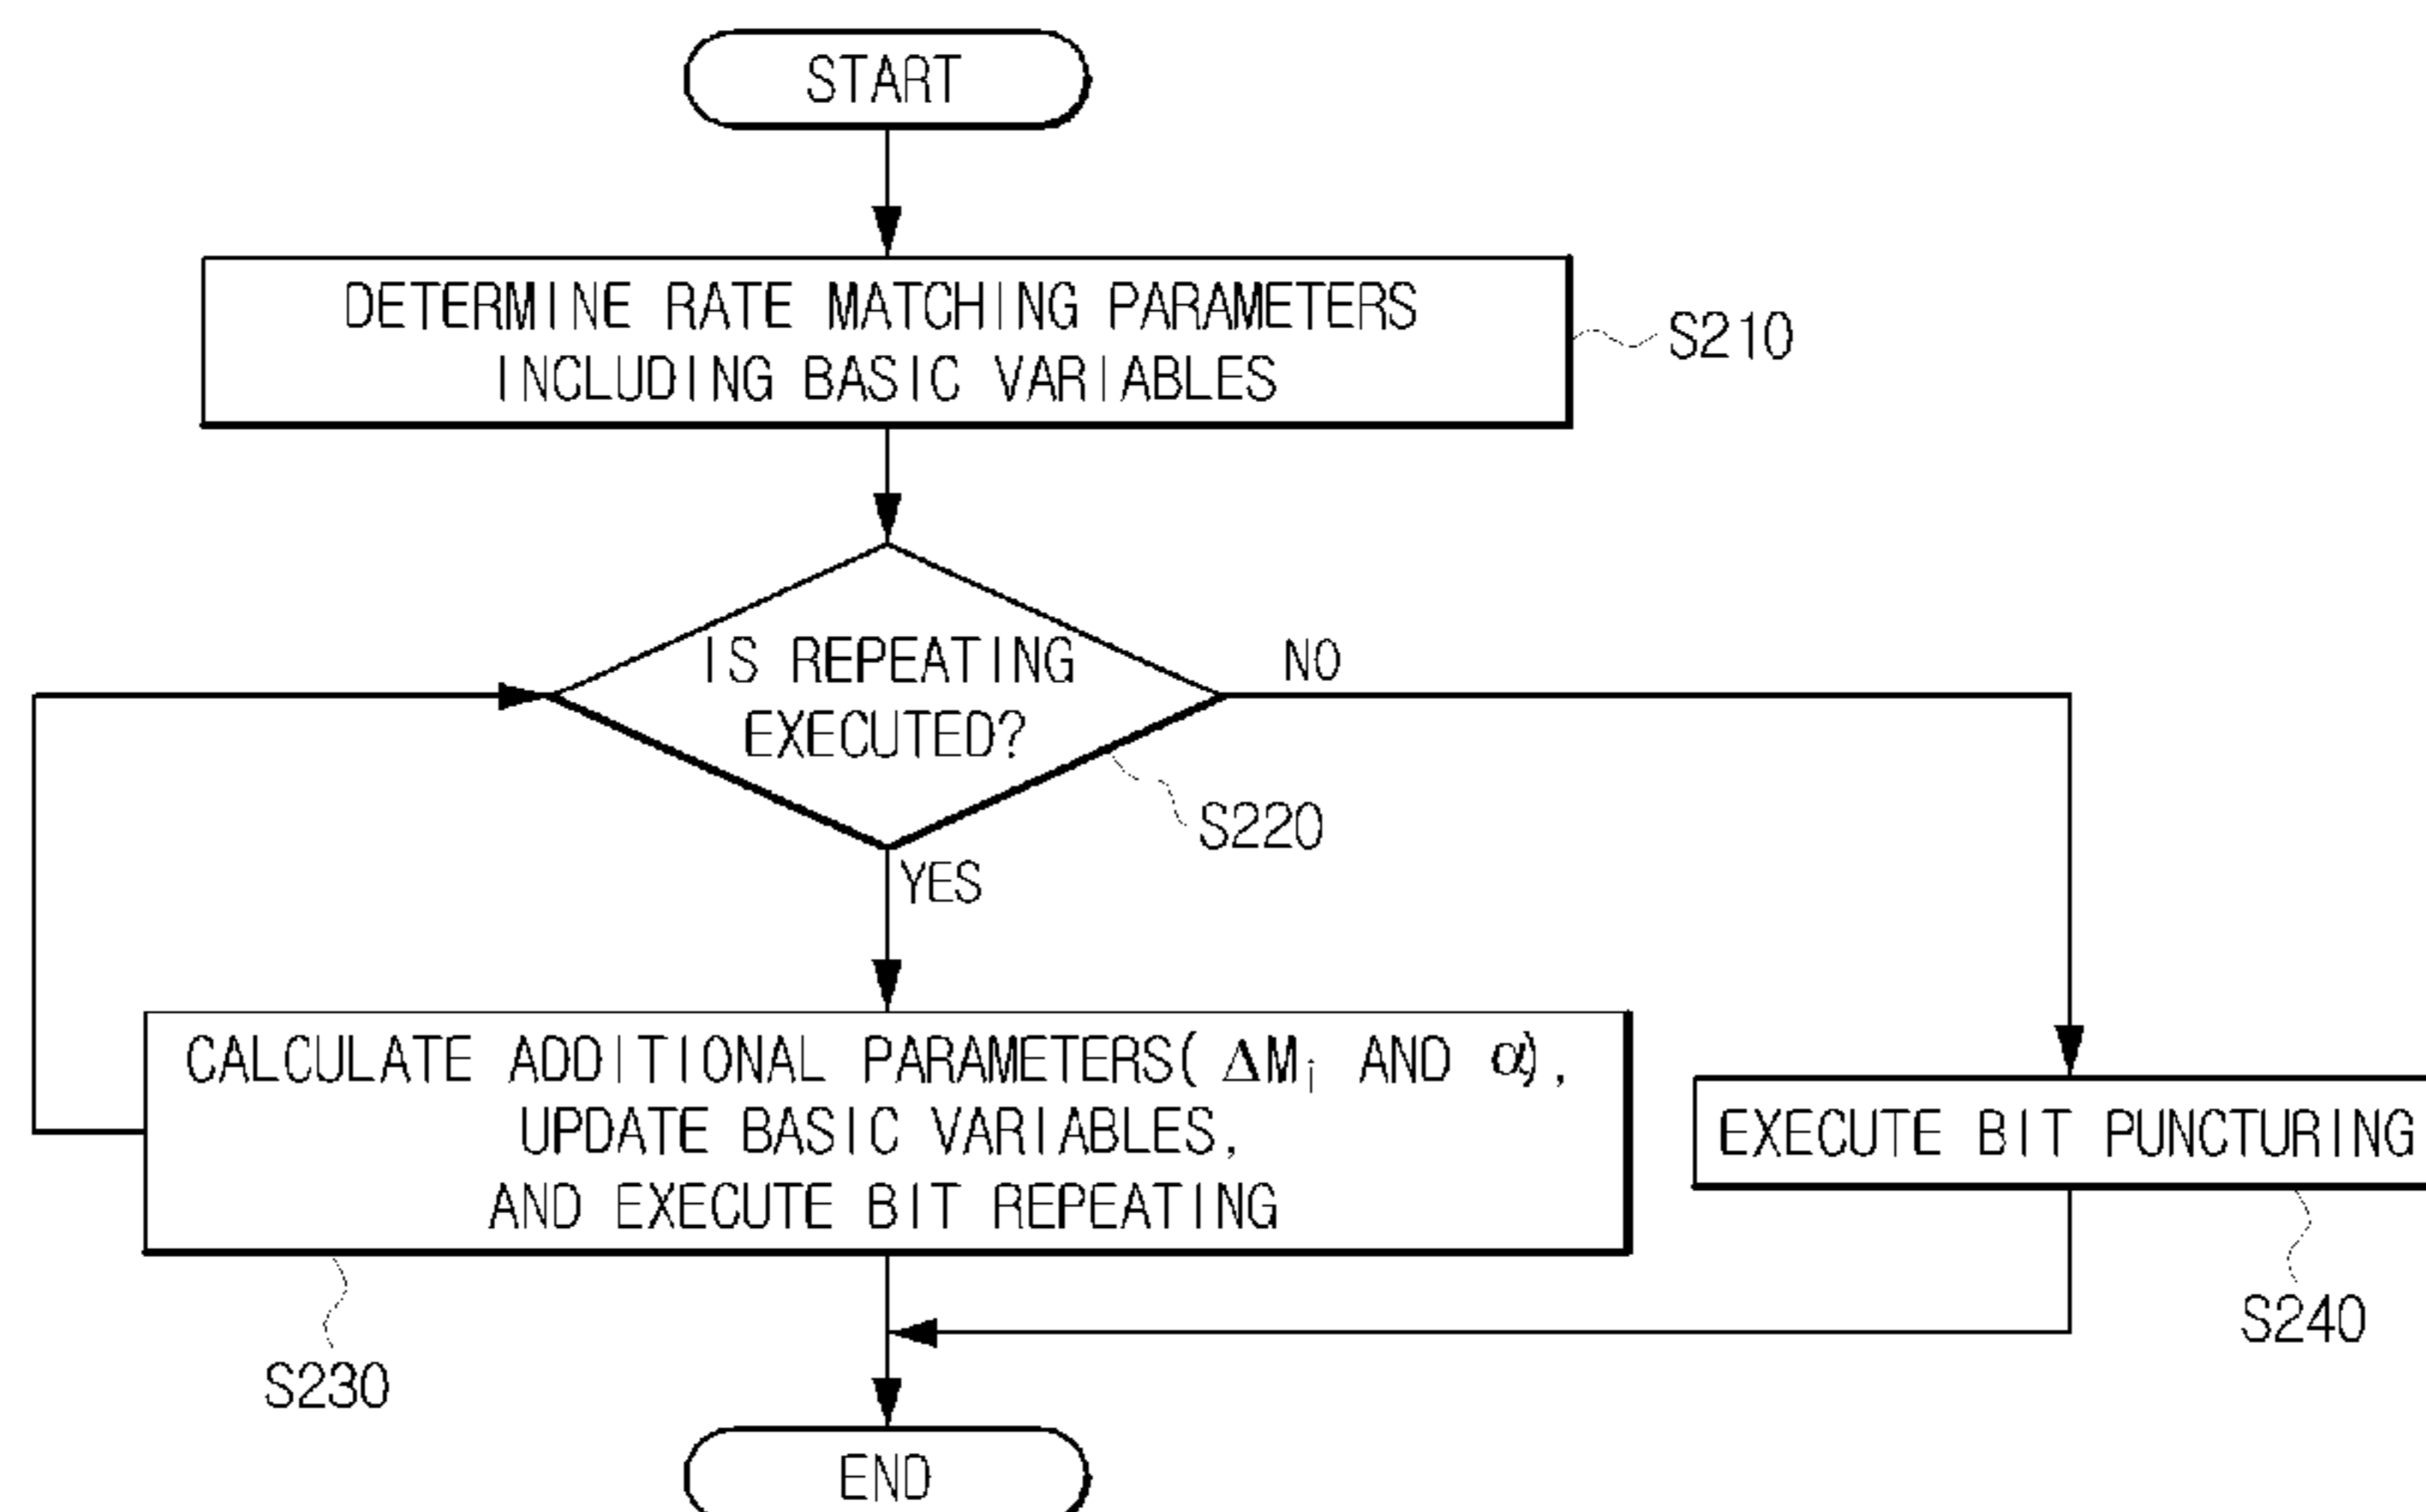 START
DETERMINE RATE MATCHING PARAMETERS
INCLUDING BASIC VARIABLES
S210
IS REPEATING
EXECUTED?
NO
S220
YES
CALCULATE ADDITIONAL PARAMETERS( ΔMi AND α),
UPDATE BASIC VARIABLES,
AND EXECUTE BIT REPEATING
EXECUTE BIT PUNCTURING
S230
S240
END